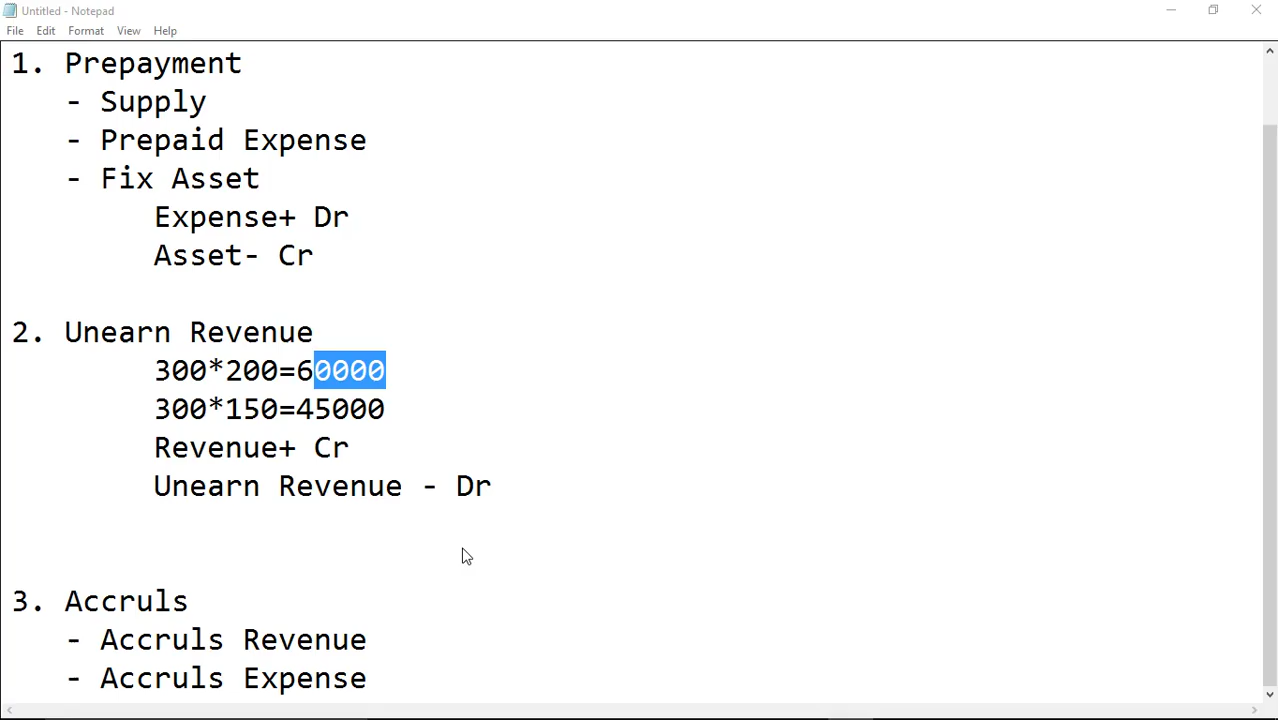 Untitled - Notepad
File Edit Format View Help
1. Prepayment
- Supply
- Prepaid Expense
- Fix Asset
Expense+ Dr
Asset- Cr
2. Unearn Revenue
300*200=60000
300*150=45000
Revenue+ Cr
Unearn Revenue - Dr
3. Accruls
- Accruls Revenue
- Accruls Expense